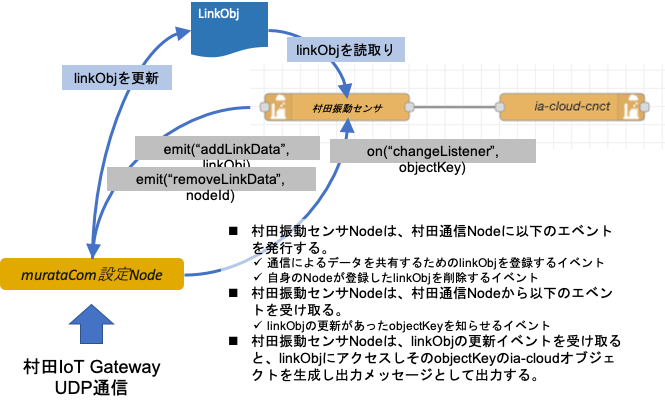 LinkObj
linkObjを読取り
linkObjを更新
村田振動センサ
ia-cloud-cnct
emit(“addLinkData”,
linkObj)
emit(“removeLinkData”,
nodeId)
on(“changeListener”,
objectKey)
murataCom設定Node
村田IoT Gateway
UDP通信
■ 村田振動センサNodeは、村田通信Nodeに以下のエベント
を発行する。
✓ 通信によるデータを共有するためのlinkObjを登録するイベント
✓ 自身のNodeが登録したlinkObjを削除するイベント
■ 村田振動センサNodeは、村田通信Nodeから以下のエベン
トを受け取る。
✓ linkObjの更新があったobjectKeyを知らせるイベント
■ 村田振動センサNodeは、linkObjの更新イベントを受け取る
と、linkObjにアクセスしそのobjectKeyのia-cloudオブジェ
クトを生成し出力メッセージとして出力する。